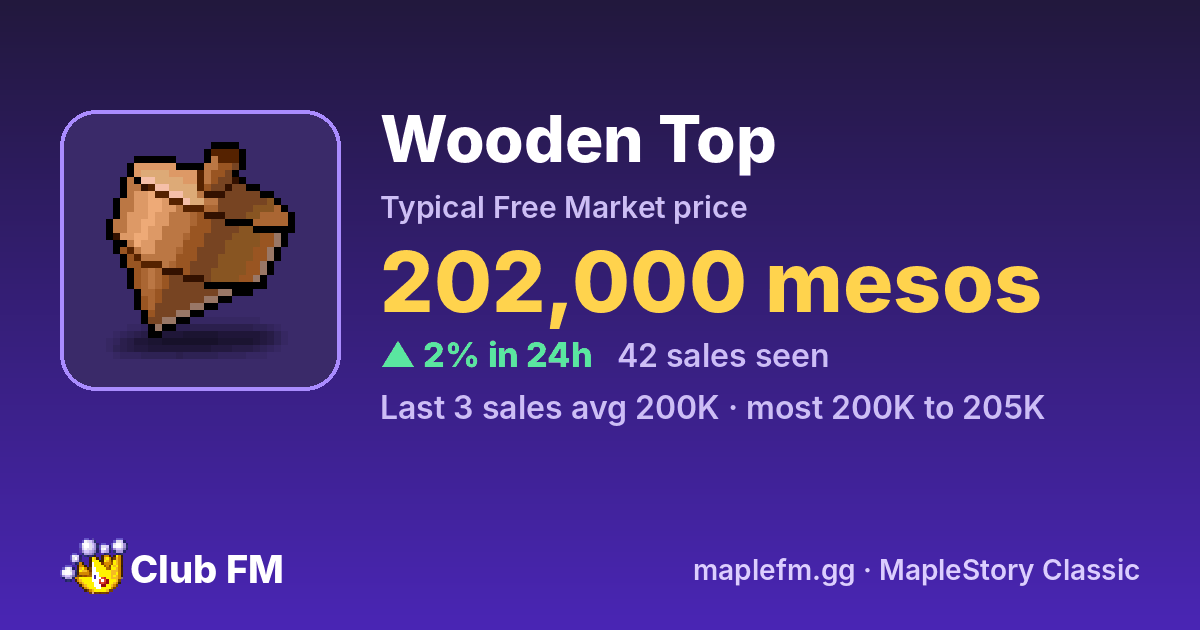 Wooden Top
Typical Free Market price
202,000 mesos
▲ 2% in 24h 42 sales seen
Last 3 sales avg 200K · most 200K to 205K
Club FM
maplefm.gg · MapleStory Classic